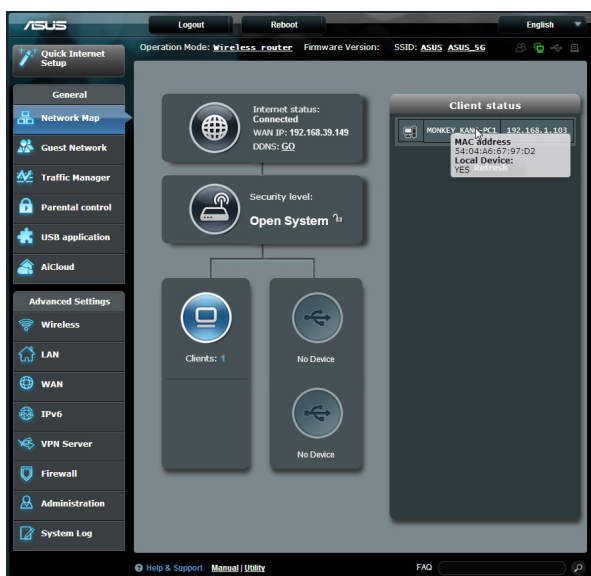 ASUS
Logout
Reboot
English
Quick Internet
Setup
Operation Mode: Wireless router Firmware Version: SSID: ASUS ASUS_5G
General
Network Map
Guest Network
Traffic Manager
Parental control
USB application
AiCloud
Advanced Settings
Wireless
LAN
WAN
IPv6
VPN Server
Firewall
Administration
System Log
Internet status:
Connected
WAN IP: 192.168.39.149
DDNS: GO
Security level:
Open System
Clients: 1
No Device
No Device
Client status
192.168.1.103
MAC address
54:04:A6:67:97:D2
Local Device:
YES
Refresh
Help & Support Manual | Utility
FAQ